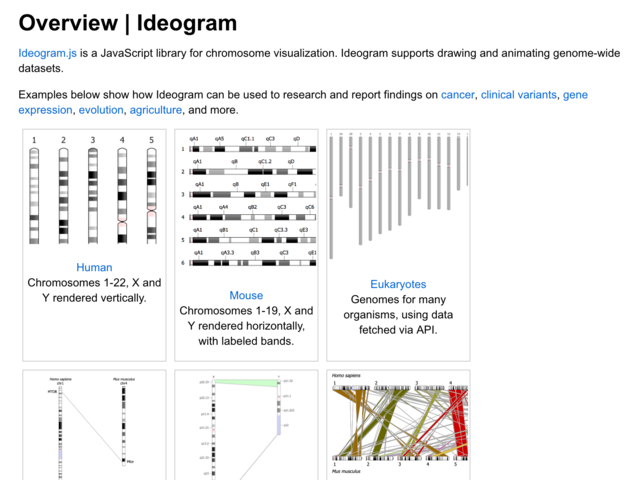 Overview | Ideogram
Ideogram.js is a JavaScript library for chromosome visualization. Ideogram supports drawing and animating genome-wide
datasets.
Examples below show how Ideogram can be used to research and report findings on cancer, clinical variants, gene
expression, evolution, agriculture, and more.
1 2 3 4 5
Human
Chromosomes 1-22, X and
Y rendered vertically.
qA1 qA5 qC1.1 qC3 qD
1
qA1 qB qC1.2 qD
2
qA1 qB qE1 qF1
3
qA1 qA4 qB2 qC3 qC6
4
qA1 qB1 qC1 qC3.3 qE3
5
qA1 qA3.3 qB3 qC3 qE1
6
Mouse
Chromosomes 1-19, X and
Y rendered horizontally,
with labeled bands.
Eukaryotes
Genomes for many
organisms, using data
fetched via API.
Homo sapiens
chr1
Mus musculus
chr4
MTOR
Mtor
Homo sapiens
1 2 3 4
1 2 3 4 5
Mus musculus